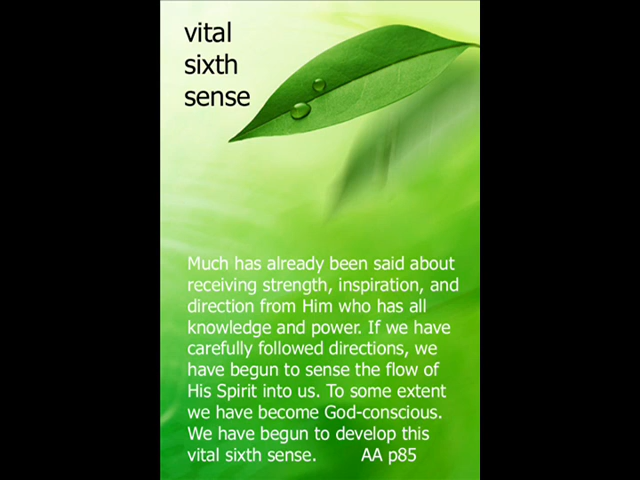 vital
sixth
sense
Much has already been said about
receiving strength, inspiration, and
direction from Him who has all
knowledge and power. If we have
carefully followed directions, we
have begun to sense the flow of
His Spirit into us. To some extent
we have become God-conscious.
We have begun to develop this
vital sixth sense. AA p85